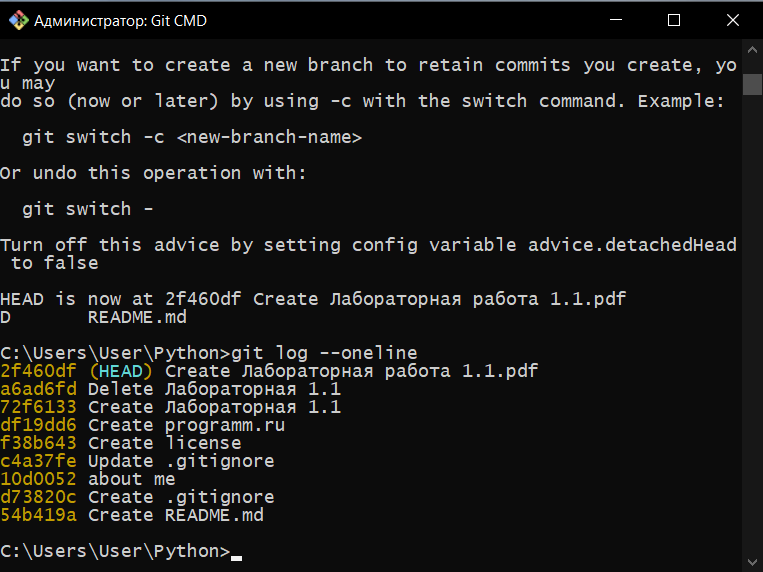 Администратор: Git CMD
If you want to create a new branch to retain commits you create, yo
u may
do so (now or later) by using -c with the switch command. Example:
git switch -c <new-branch-name>
Or undo this operation with:
git switch -
Turn off this advice by setting config variable advice.detachedHead
to false
HEAD is now at 2f460df Create Лабораторная работа 1.1.pdf
D README.md
C:\Users\User\Python>git log --oneline
2f460df (HEAD) Create Лабораторная работа 1.1.pdf
a6ad6fd Delete Лабораторная 1.1
72f6133 Create Лабораторная 1.1
df19dd6 Create programm.ru
f38b643 Create license
c4a37fe Update .gitignore
10d0052 about me
d73820c Create .gitignore
54b419a Create README.md
C:\Users\User\Python>